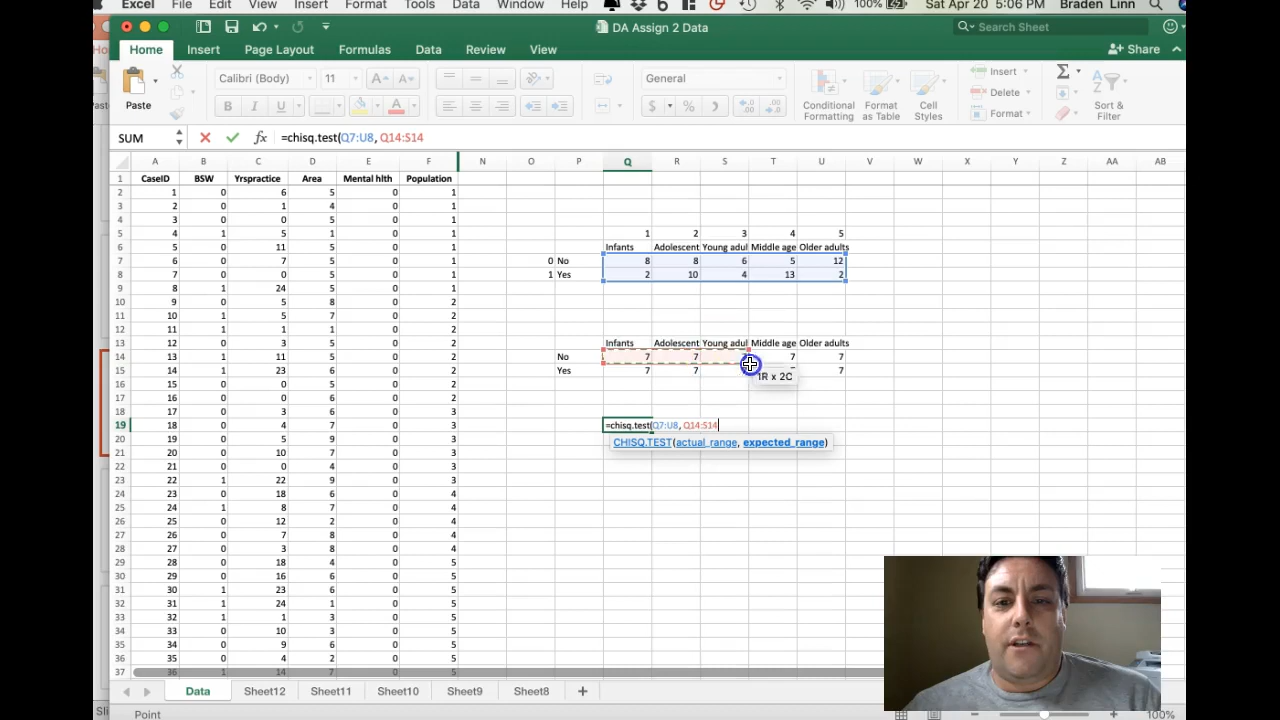 Excel File Edit View Insert Format Tools Data Window Help 100% Sat Apr 20 5:06 PM Braden Linn
DA Assign 2 Data Search Sheet
Home Insert Page Layout Formulas Data Review View Share
Paste Calibri (Body) 11 A A General Conditional Formatting Format as Table Cell Styles Insert Delete Format Sort & Filter
B I U A $ %
SUM fx =chisq.test(Q7:U8, Q14:S14
A B C D E F N O P Q R S T U V W X Y Z AA AB
1 CaseID BSW Yrspractice Area Mental hlth Population
2 1 0 6 5 0 1
3 2 0 1 4 0 1
4 3 0 0 5 0 1
5 4 1 5 1 0 1 1 2 3 4 5
6 5 0 11 5 0 1 Infants Adolescent Young adul Middle age Older adults
7 6 0 7 5 0 1 0 No 8 8 6 5 12
8 7 0 0 5 0 1 1 Yes 2 10 4 13 2
9 8 1 24 5 0 1
10 9 0 5 8 0 2
11 10 1 5 7 0 2
12 11 1 1 1 0 2
13 12 0 3 5 0 2 Infants Adolescent Young adul Middle age Older adults
14 13 1 11 5 0 2 No 7 7 7 7
15 14 1 23 6 0 2 Yes 7 7 7
1R x 2C
16 15 0 0 5 0 2
17 16 0 5 6 0 2
18 17 0 3 6 0 3
19 18 0 4 7 0 3 =chisq.test(Q7:U8, Q14:S14
20 19 0 5 9 0 3 CHISQ.TEST(actual_range, expected_range)
21 20 0 10 7 0 3
22 21 0 0 4 0 3
23 22 1 22 9 0 3
24 23 0 18 6 0 4
25 24 1 8 7 0 4
26 25 0 12 2 0 4
27 26 0 7 8 0 4
28 27 0 3 8 0 4
29 28 0 18 4 0 5
30 29 0 16 6 0 5
31 30 1 23 6 0 5
32 31 1 24 1 0 5
33 32 1 1 3 0 5
34 33 0 10 3 0 5
35 34 0 9 6 0 5
36 35 0 4 2 0 5
37 36 1 14 7 0 5
Data Sheet12 Sheet11 Sheet10 Sheet9 Sheet8 +
Point 100%